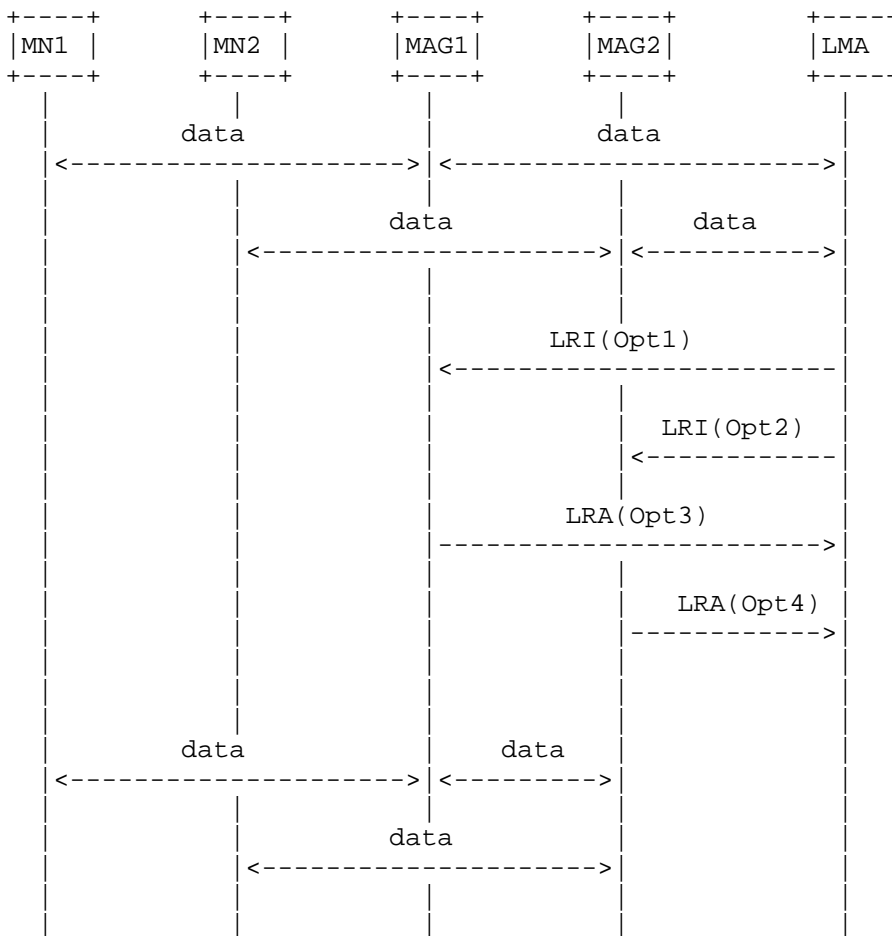 MN1 MN2 MAG1 MAG2 LMA
data data
data data
LRI(Opt1)
LRI(Opt2)
LRA(Opt3)
LRA(Opt4)
data data
data